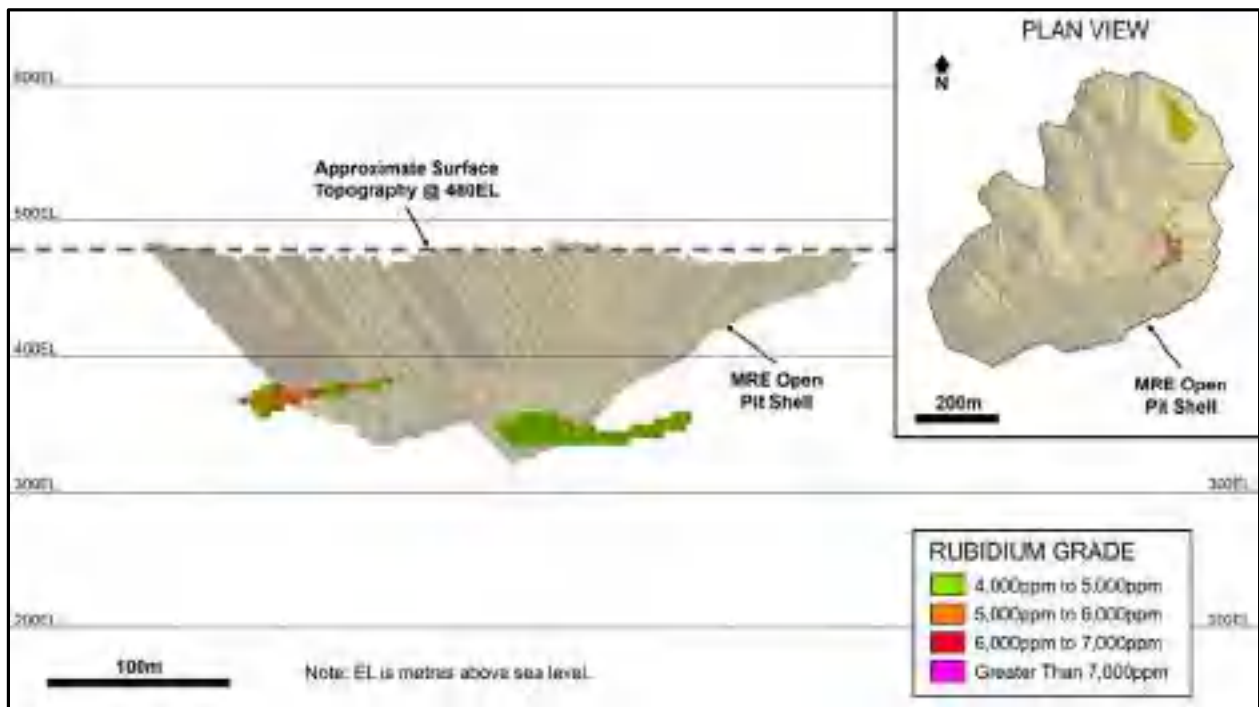 PLAN VIEW
N
600EL
Approximate Surface
Topography @ 480EL
500EL
400EL
MRE Open
Pit Shell
MRE Open
Pit Shell
200m
300EL
300EL
RUBIDIUM GRADE
4,000ppm to 5,000ppm
5,000ppm to 6,000ppm
6,000ppm to 7,000ppm
Greater Than 7,000ppm
200EL
200EL
100m
Note: EL is metres above sea level.